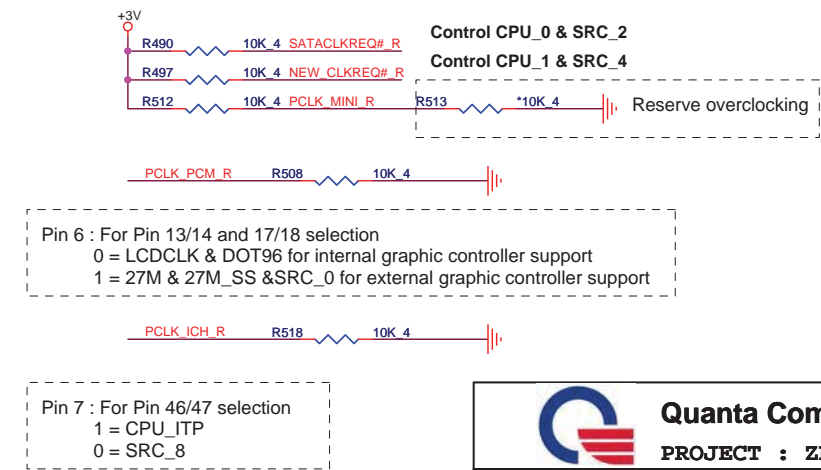 +3V
R490 10K_4 SATACLKREQ#_R Control CPU_0 & SRC_2
R497 10K_4 NEW_CLKREQ#_R Control CPU_1 & SRC_4
R512 10K_4 PCLK_MINI_R R513 *10K_4 Reserve overclocking
PCLK_PCM_R R508 10K_4
Pin 6 : For Pin 13/14 and 17/18 selection
0 = LCDCLK & DOT96 for internal graphic controller support
1 = 27M & 27M_SS &SRC_0 for external graphic controller support
PCLK_ICH_R R518 10K_4
Pin 7 : For Pin 46/47 selection
1 = CPU_ITP
0 = SRC_8
Quanta Com
PROJECT : Z